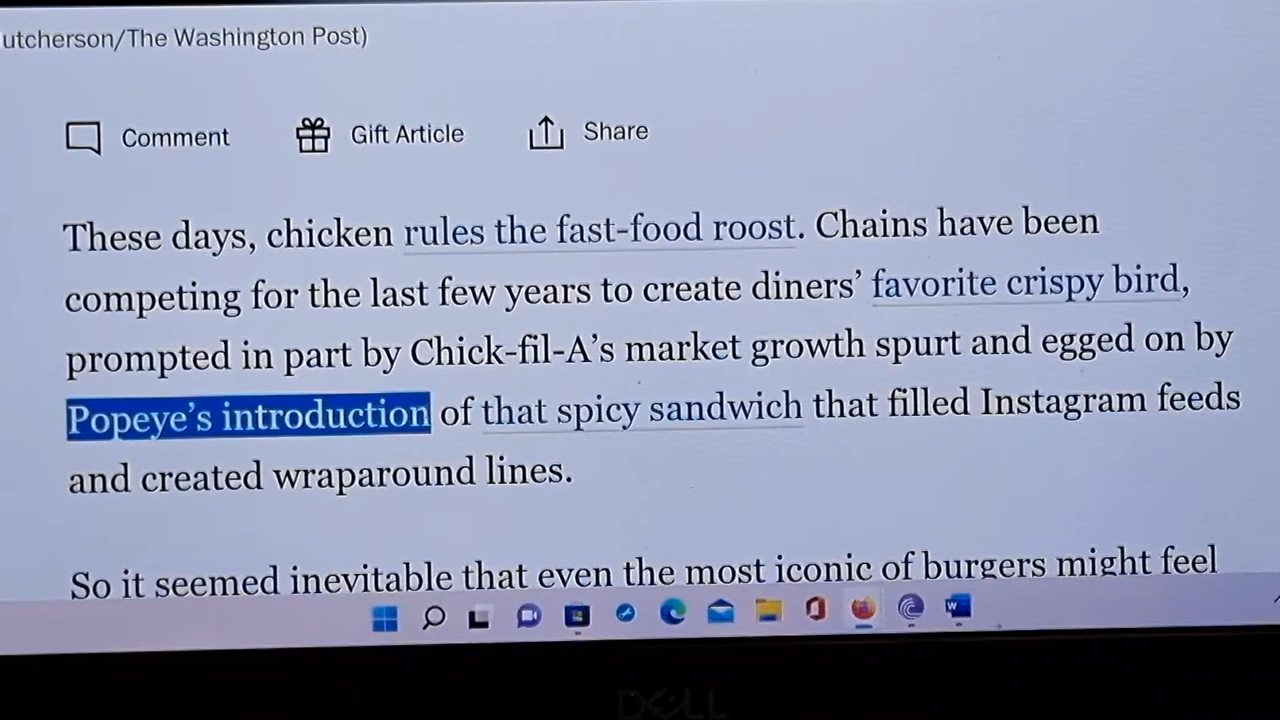 utcherson/The Washington Post)
Comment Gift Article Share
These days, chicken rules the fast-food roost. Chains have been
competing for the last few years to create diners’ favorite crispy bird,
prompted in part by Chick-fil-A’s market growth spurt and egged on by
Popeye’s introduction of that spicy sandwich that filled Instagram feeds
and created wraparound lines.
So it seemed inevitable that even the most iconic of burgers might feel
W
DELL